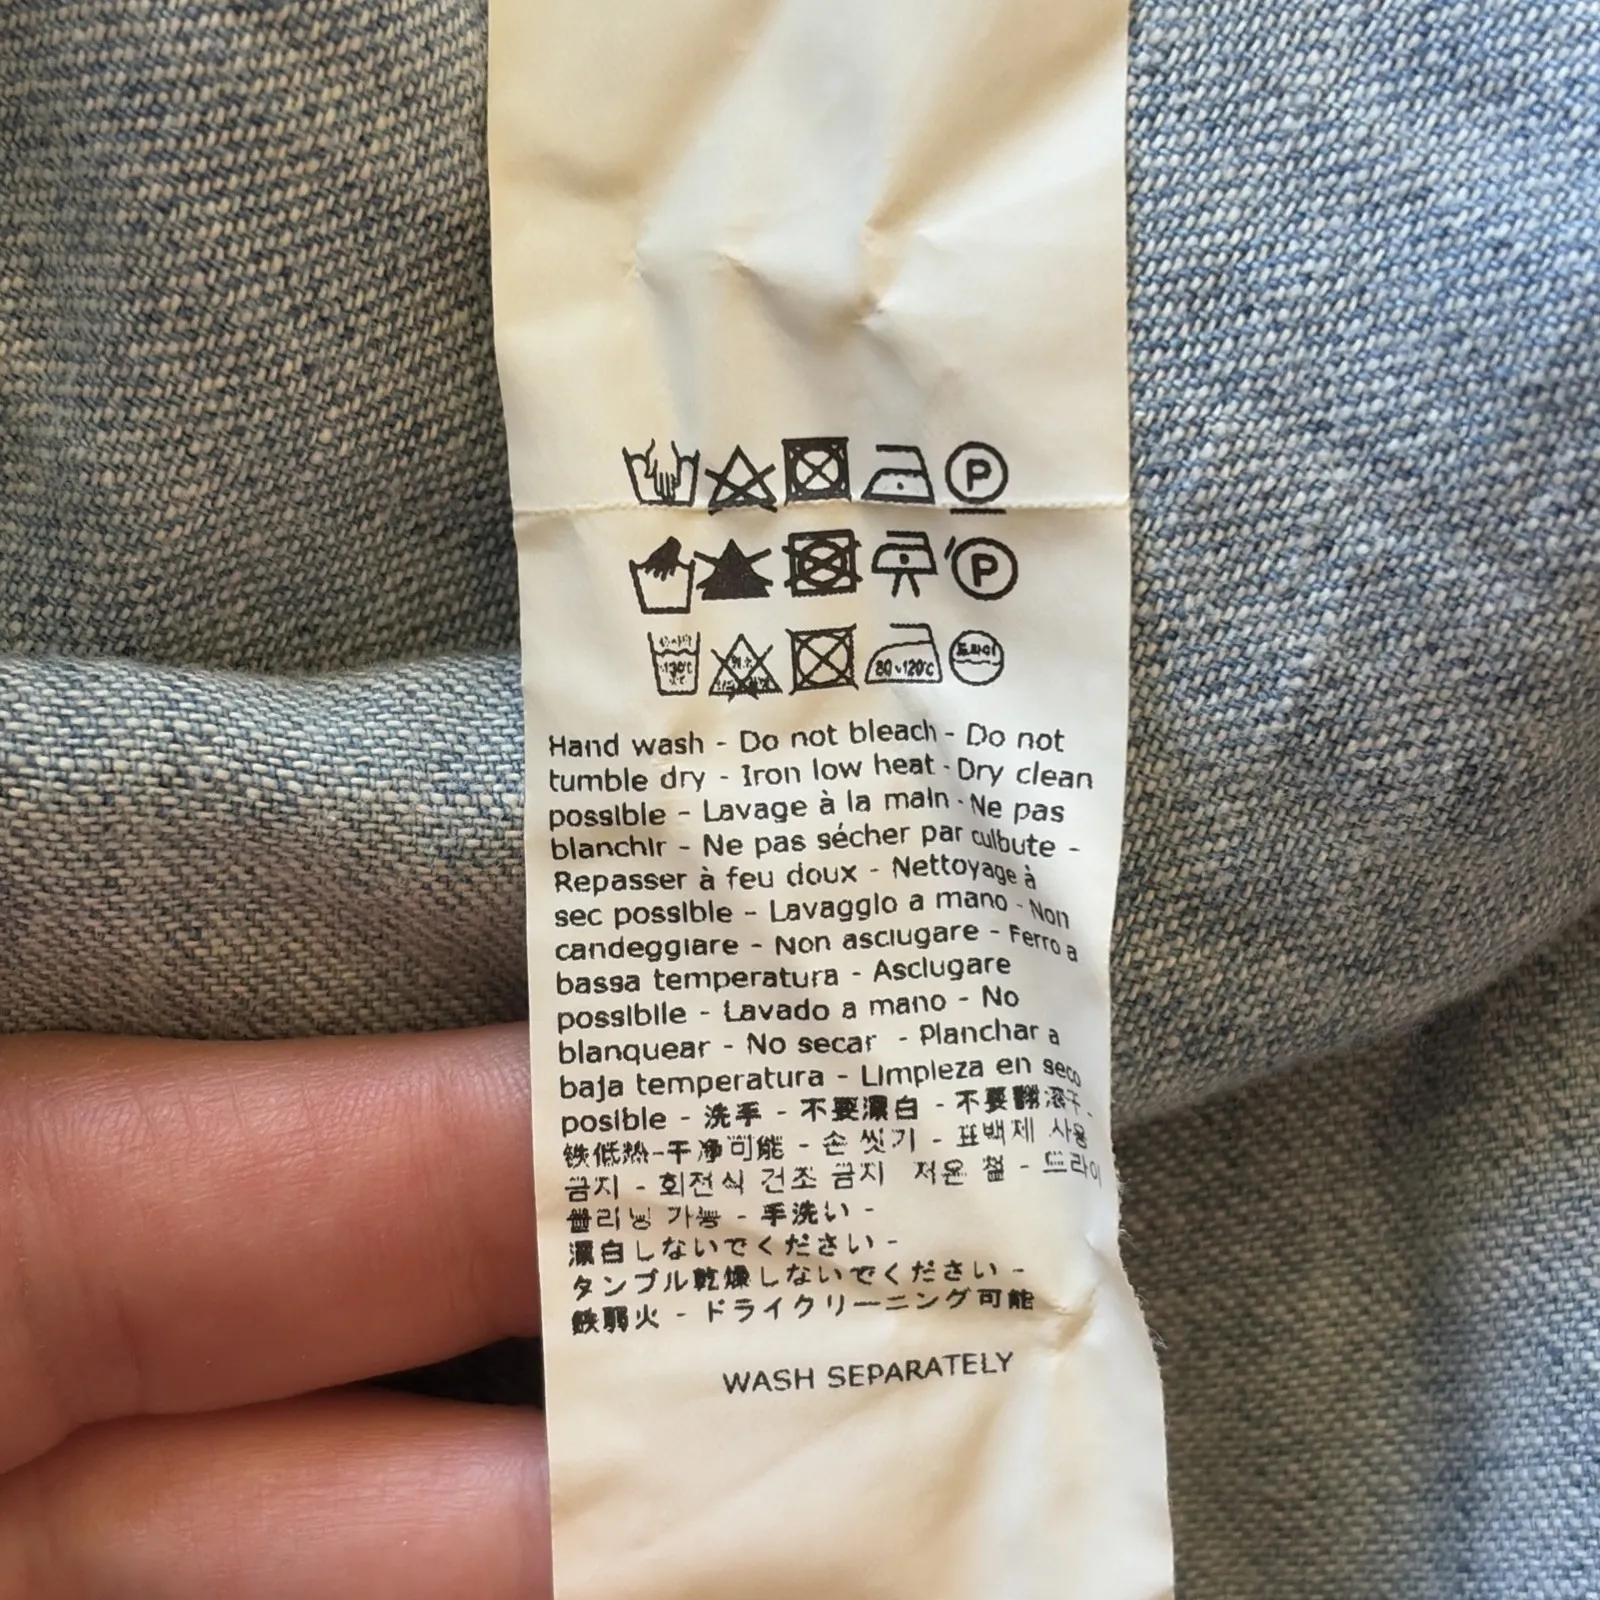 P
P
80~120℃ 드라이
Hand wash - Do not bleach - Do not
tumble dry - Iron low heat - Dry clean
possible - Lavage à la main - Ne pas
blanchir - Ne pas sécher par culbute -
Repasser à feu doux - Nettoyage à
sec possible - Lavaggio a mano - Non
candeggiare - Non asciugare - Ferro a
bassa temperatura - Asciugare
possibile - Lavado a mano - No
blanquear - No secar - Planchar a
baja temperatura - Limpieza en seco
posible - 洗手 - 不要漂白 - 不要翻滚干-
铁低热-干净可能 - 손 씻기 - 표백제 사용
금지 - 회전식 건조 금지 저온 철 - 드라이
클리닝 가능 - 手洗い -
漂白しないでください -
タンブル乾燥しないでください -
鉄弱火 - ドライクリーニング可能
WASH SEPARATELY